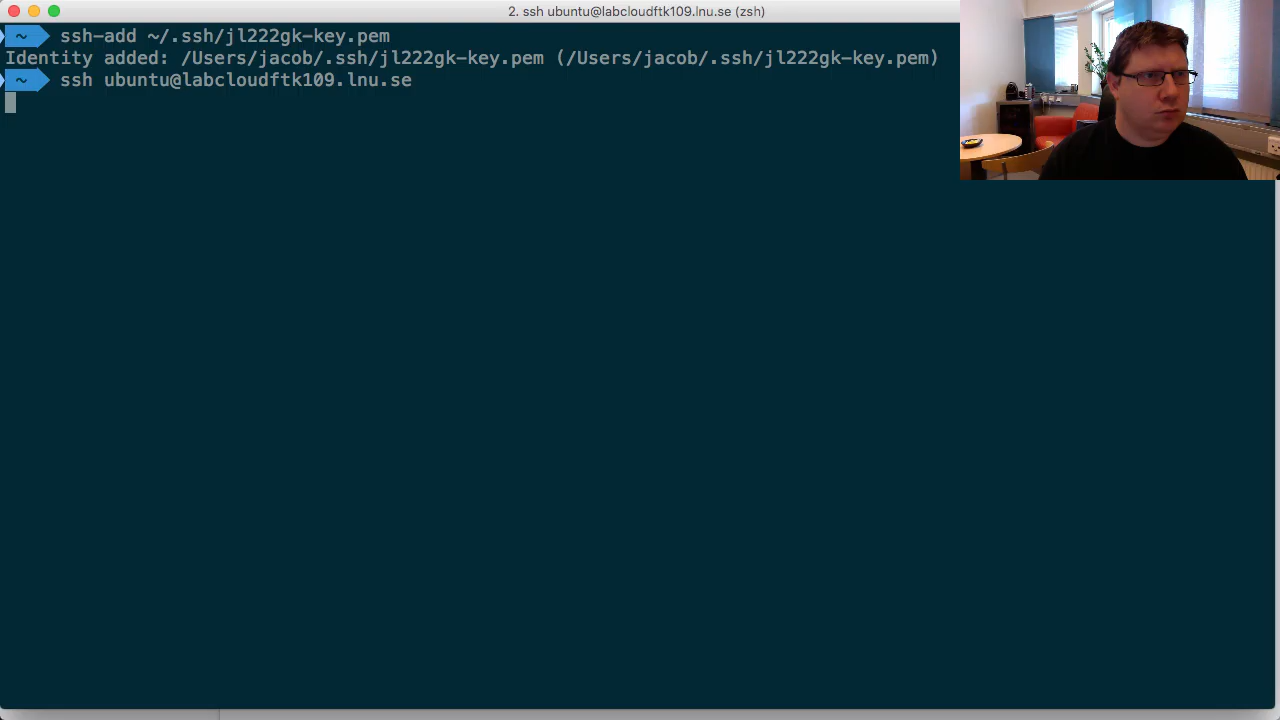 2. ssh ubuntu@labcloudftk109.lnu.se (zsh)
~ ssh-add ~/.ssh/jl222gk-key.pem
Identity added: /Users/jacob/.ssh/jl222gk-key.pem (/Users/jacob/.ssh/jl222gk-key.pem)
~ ssh ubuntu@labcloudftk109.lnu.se